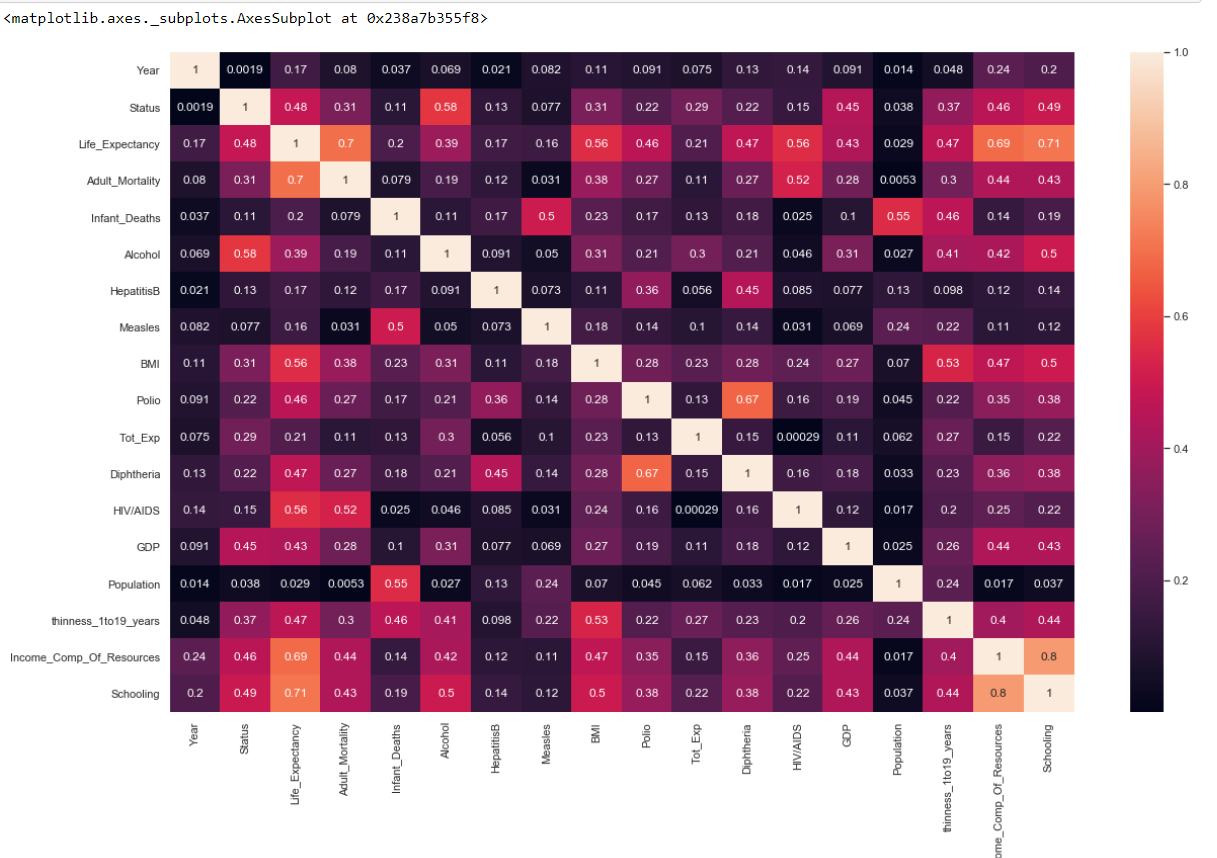 <matplotlib.axes._subplots.AxesSubplot at 0x238a7b355f8>
Year 1 0.0019 0.17 0.08 0.037 0.069 0.021 0.082 0.11 0.091 0.075 0.13 0.14 0.091 0.014 0.048 0.24 0.2
Status 0.0019 1 0.48 0.31 0.11 0.58 0.13 0.077 0.31 0.22 0.29 0.22 0.15 0.45 0.038 0.37 0.46 0.49
Life_Expectancy 0.17 0.48 1 0.7 0.2 0.39 0.17 0.16 0.56 0.46 0.21 0.47 0.56 0.43 0.029 0.47 0.69 0.71
Adult_Mortality 0.08 0.31 0.7 1 0.079 0.19 0.12 0.031 0.38 0.27 0.11 0.27 0.52 0.28 0.0053 0.3 0.44 0.43
Infant_Deaths 0.037 0.11 0.2 0.079 1 0.11 0.17 0.5 0.23 0.17 0.13 0.18 0.025 0.1 0.55 0.46 0.14 0.19
Alcohol 0.069 0.58 0.39 0.19 0.11 1 0.091 0.05 0.31 0.21 0.3 0.21 0.046 0.31 0.027 0.41 0.42 0.5
HepatitisB 0.021 0.13 0.17 0.12 0.17 0.091 1 0.073 0.11 0.36 0.056 0.45 0.085 0.077 0.13 0.098 0.12 0.14
Measles 0.082 0.077 0.16 0.031 0.5 0.05 0.073 1 0.18 0.14 0.1 0.14 0.031 0.069 0.24 0.22 0.11 0.12
BMI 0.11 0.31 0.56 0.38 0.23 0.31 0.11 0.18 1 0.28 0.23 0.28 0.24 0.27 0.07 0.53 0.47 0.5
Polio 0.091 0.22 0.46 0.27 0.17 0.21 0.36 0.14 0.28 1 0.13 0.67 0.16 0.19 0.045 0.22 0.35 0.38
Tot_Exp 0.075 0.29 0.21 0.11 0.13 0.3 0.056 0.1 0.23 0.13 1 0.15 0.00029 0.11 0.062 0.27 0.15 0.22
Diphtheria 0.13 0.22 0.47 0.27 0.18 0.21 0.45 0.14 0.28 0.67 0.15 1 0.16 0.18 0.033 0.23 0.36 0.38
HIV/AIDS 0.14 0.15 0.56 0.52 0.025 0.046 0.085 0.031 0.24 0.16 0.00029 0.16 1 0.12 0.017 0.2 0.25 0.22
GDP 0.091 0.45 0.43 0.28 0.1 0.31 0.077 0.069 0.27 0.19 0.11 0.18 0.12 1 0.025 0.26 0.44 0.43
Population 0.014 0.038 0.029 0.0053 0.55 0.027 0.13 0.24 0.07 0.045 0.062 0.033 0.017 0.025 1 0.24 0.017 0.037
thinness_1to19_years 0.048 0.37 0.47 0.3 0.46 0.41 0.098 0.22 0.53 0.22 0.27 0.23 0.2 0.26 0.24 1 0.4 0.44
Income_Comp_Of_Resources 0.24 0.46 0.69 0.44 0.14 0.42 0.12 0.11 0.47 0.35 0.15 0.36 0.25 0.44 0.017 0.4 1 0.8
Schooling 0.2 0.49 0.71 0.43 0.19 0.5 0.14 0.12 0.5 0.38 0.22 0.38 0.22 0.43 0.037 0.44 0.8 1
Year
Status
Life_Expectancy
Adult_Mortality
Infant_Deaths
Alcohol
HepatitisB
Measles
BMI
Polio
Tot_Exp
Diphtheria
HIV/AIDS
GDP
Population
thinness_1to19_years
ome_Comp_Of_Resources
Schooling
1.0
0.8
0.6
0.4
0.2